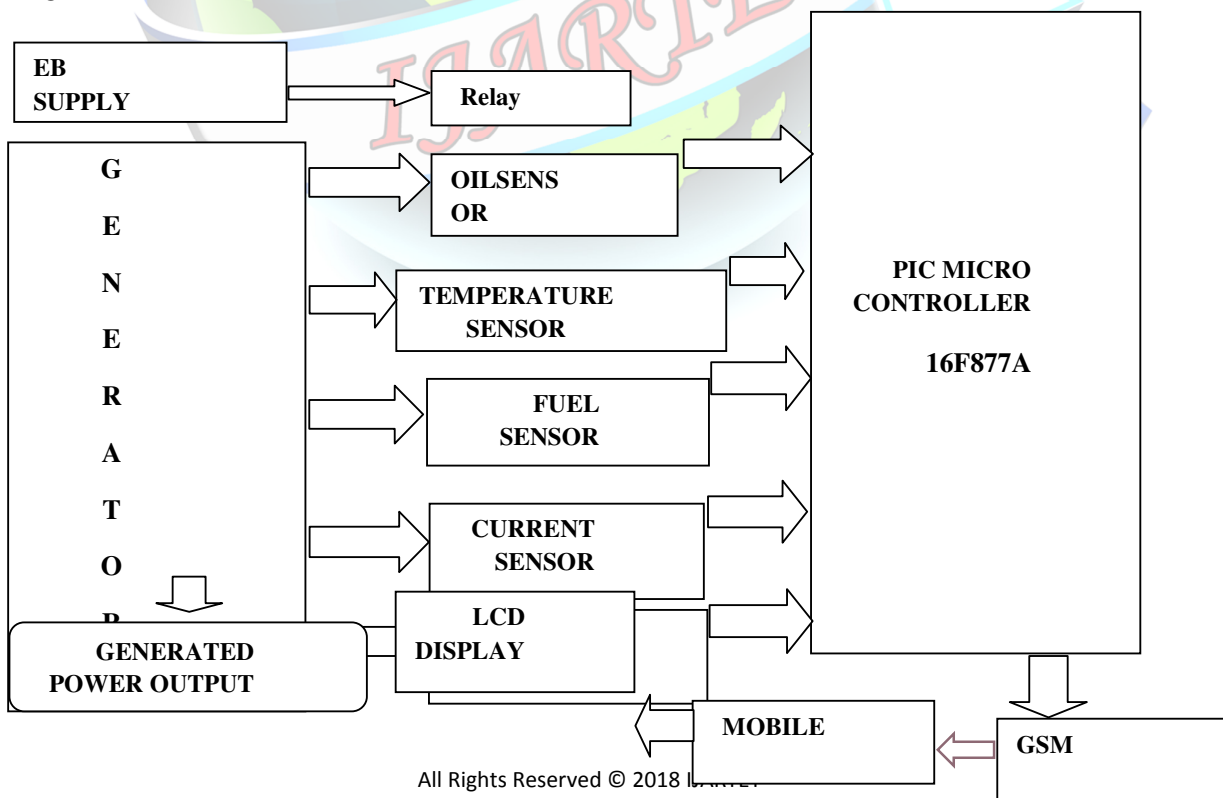 IJARTE
EB
SUPPLY
Relay
G
E
N
E
R
A
T
O
OILSENS
OR
TEMPERATURE
SENSOR
FUEL
SENSOR
CURRENT
SENSOR
PIC MICRO
CONTROLLER
16F877A
LCD
DISPLAY
GENERATED
POWER OUTPUT
MOBILE
GSM
All Rights Reserved © 2018